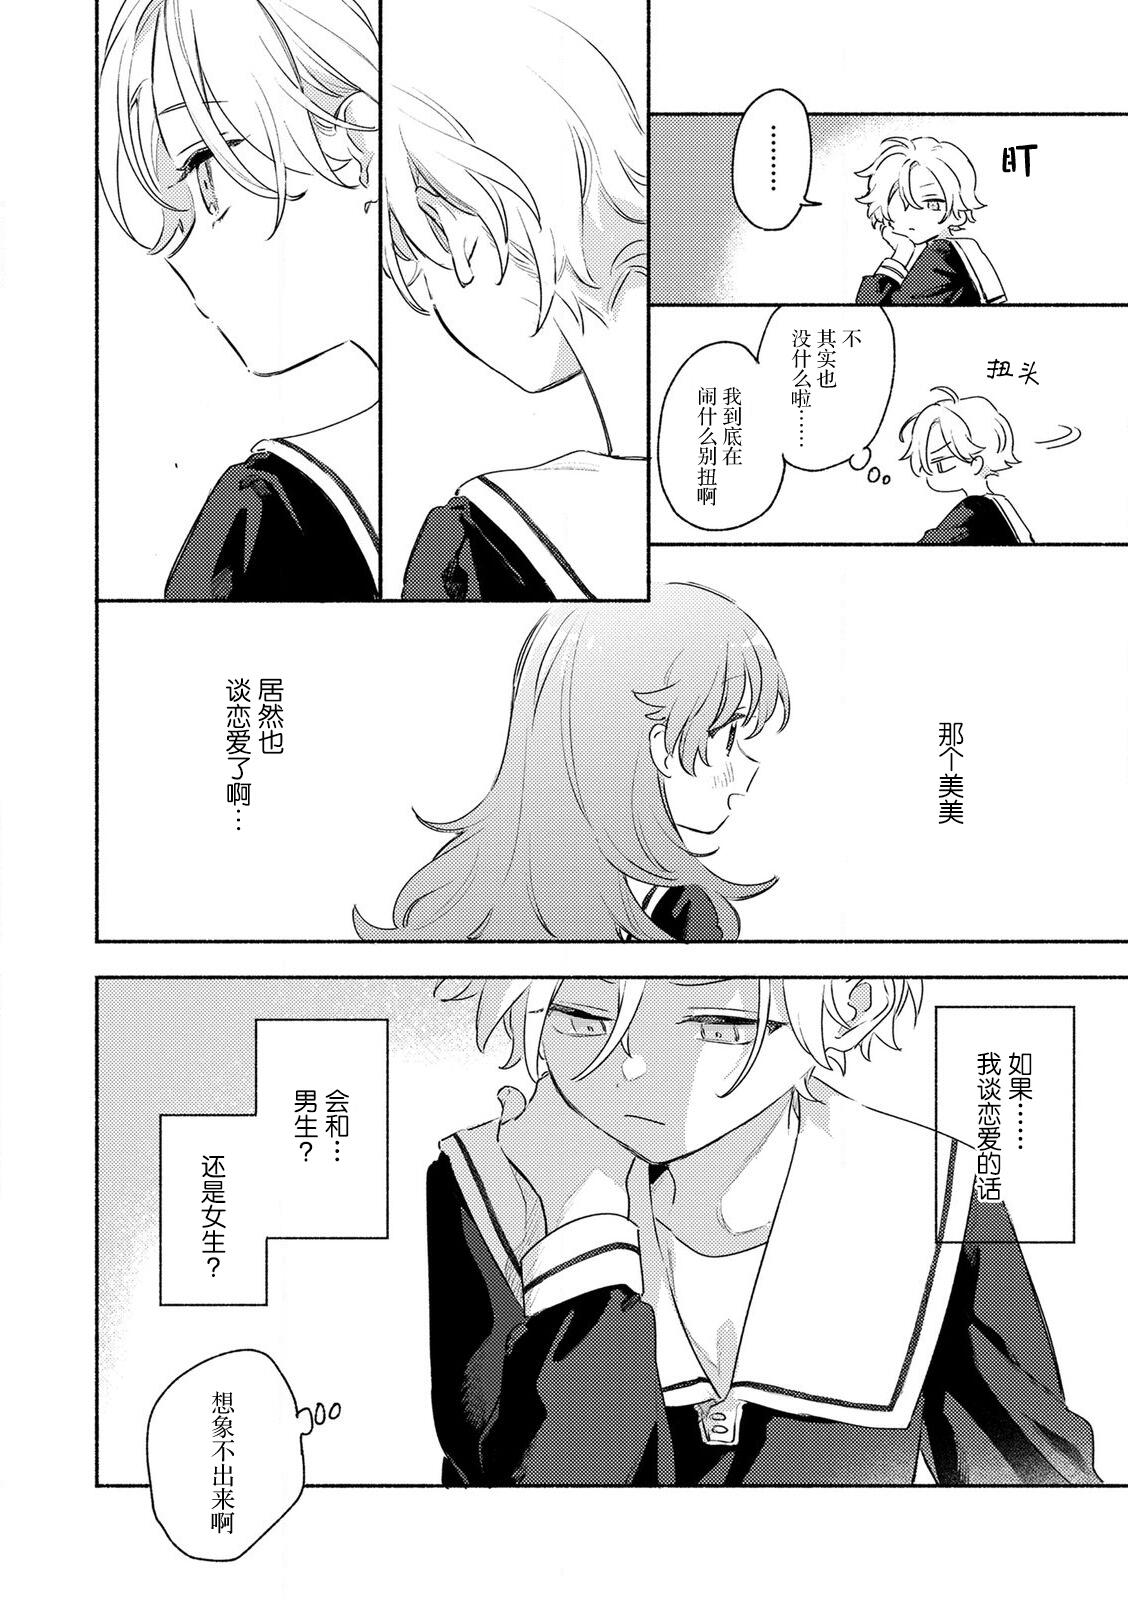 盯
………
扭头
不
其实也
没什么啦……
我到底在
闹什么别扭啊
那个美美
居然也
谈恋爱了啊…
如果……
我谈恋爱的话
会和…
男生？
还是女生？
想象不出来啊